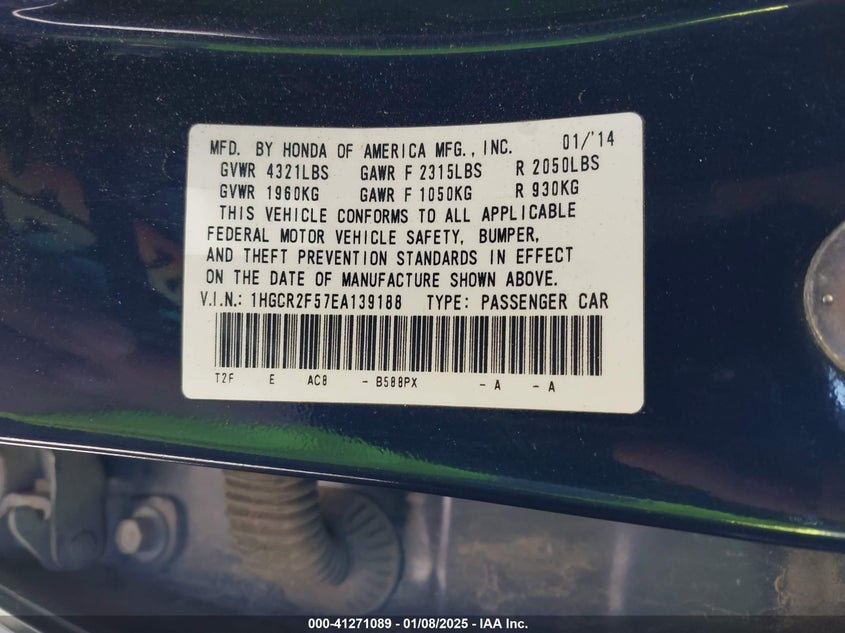 MFD. BY HONDA OF AMERICA MFG., INC. 01/'14
GVWR 4321LBS GAWR F 2315LBS R 2050LBS
GVWR 1960KG GAWR F 1050KG R 930KG
THIS VEHICLE CONFORMS TO ALL APPLICABLE
FEDERAL MOTOR VEHICLE SAFETY, BUMPER,
AND THEFT PREVENTION STANDARDS IN EFFECT
ON THE DATE OF MANUFACTURE SHOWN ABOVE.
V.I.N.: 1HGCR2F57EA139188 TYPE: PASSENGER CAR
T2F E AC8 - B588PX - A - A
000-41271089 - 01/08/2025 - IAA Inc.